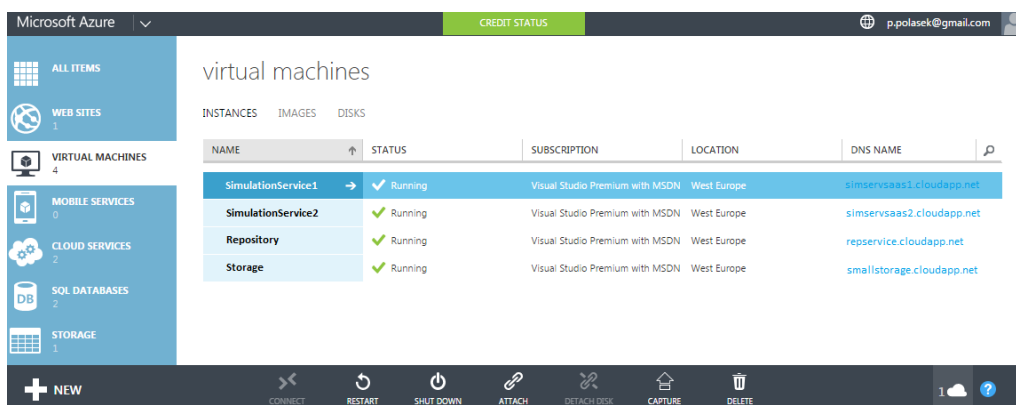 Microsoft Azure
CREDIT STATUS
p.polasek@gmail.com
ALL ITEMS
WEB SITES
1
VIRTUAL MACHINES
4
MOBILE SERVICES
0
CLOUD SERVICES
2
DB
SQL DATABASES
2
STORAGE
1
virtual machines
INSTANCES IMAGES DISKS
NAME STATUS SUBSCRIPTION LOCATION DNS NAME
SimulationService1 Running Visual Studio Premium with MSDN West Europe simservsaas1.cloudapp.net
SimulationService2 Running Visual Studio Premium with MSDN West Europe simservsaas2.cloudapp.net
Repository Running Visual Studio Premium with MSDN West Europe repservice.cloudapp.net
Storage Running Visual Studio Premium with MSDN West Europe smallstorage.cloudapp.net
NEW
CONNECT RESTART SHUT DOWN ATTACH DETACH DISK CAPTURE DELETE
1 ?